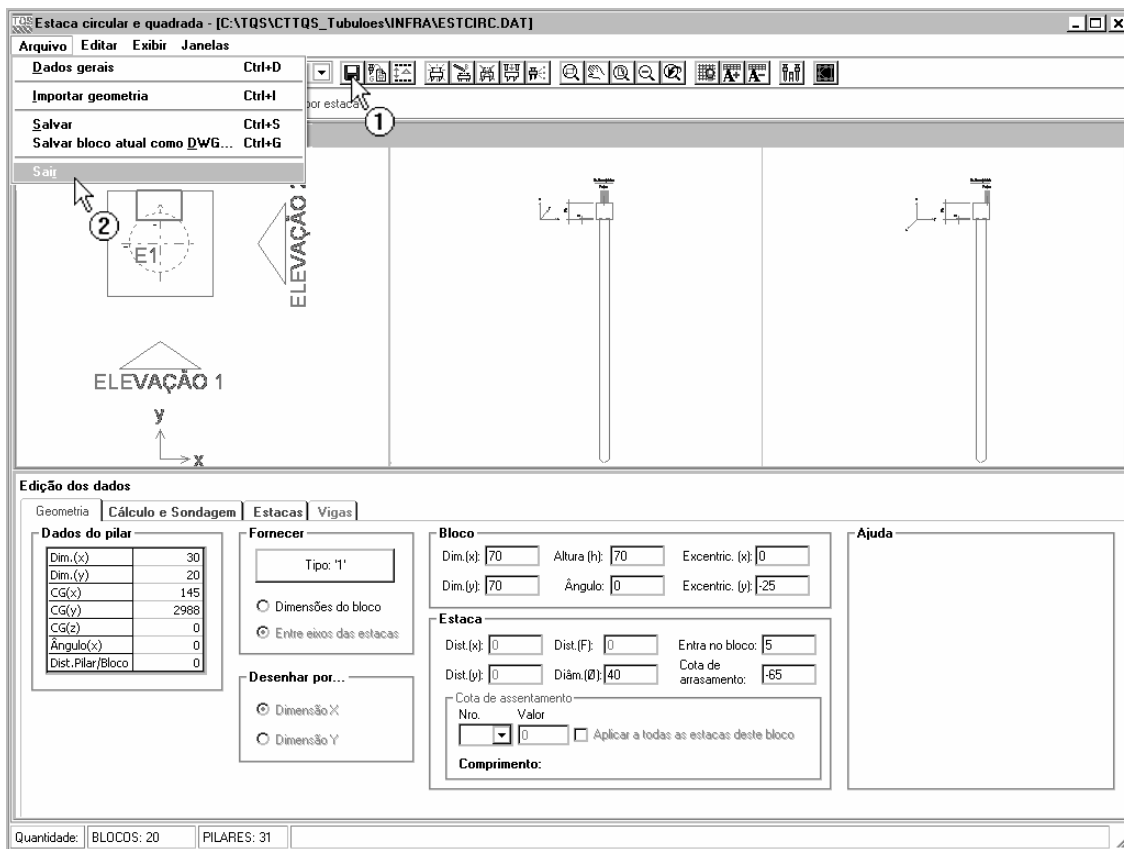 Estaca circular e quadrada - [C:\TQS\CTTQS_Tubuloes\INFRA\ESTCIRC.DAT]
Arquivo Editar Exibir Janelas
Dados gerais Ctrl+D
Importar geometria Ctrl+I
Salvar Ctrl+S
Salvar bloco atual como DWG... Ctrl+G
Sair
por estaca
1
2
E1
ELEVAÇÃO 2
ELEVAÇÃO 1
y
x
Edição dos dados
Geometria Cálculo e Sondagem Estacas Vigas
Dados do pilar
Dim.(x) 30
Dim.(y) 20
CG(x) 145
CG(y) 2988
CG(z) 0
Ângulo(x) 0
Dist.Pilar/Bloco 0
Fornecer
Tipo: '1'
Dimensões do bloco
Entre eixos das estacas
Desenhar por...
Dimensão X
Dimensão Y
Bloco
Dim.(x): 70 Altura (h): 70 Excentric. (x): 0
Dim.(y): 70 Ângulo: 0 Excentric. (y): -25
Estaca
Dist.(x): 0 Dist.(F): 0 Entra no bloco: 5
Dist.(y): 0 Diâm.(Ø): 40 Cota de arrasamento: -65
Cota de assentamento
Nro. Valor
0 Aplicar a todas as estacas deste bloco
Comprimento:
Ajuda
Quantidade: BLOCOS: 20 PILARES: 31